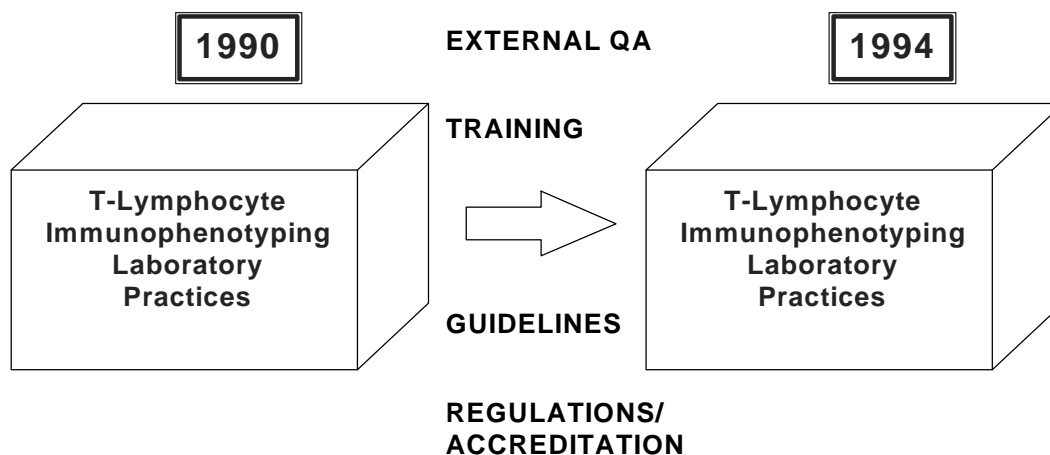 1990
EXTERNAL QA
1994
TRAINING
T-Lymphocyte
Immunophenotyping
Laboratory
Practices
T-Lymphocyte
Immunophenotyping
Laboratory
Practices
GUIDELINES
REGULATIONS/
ACCREDITATION